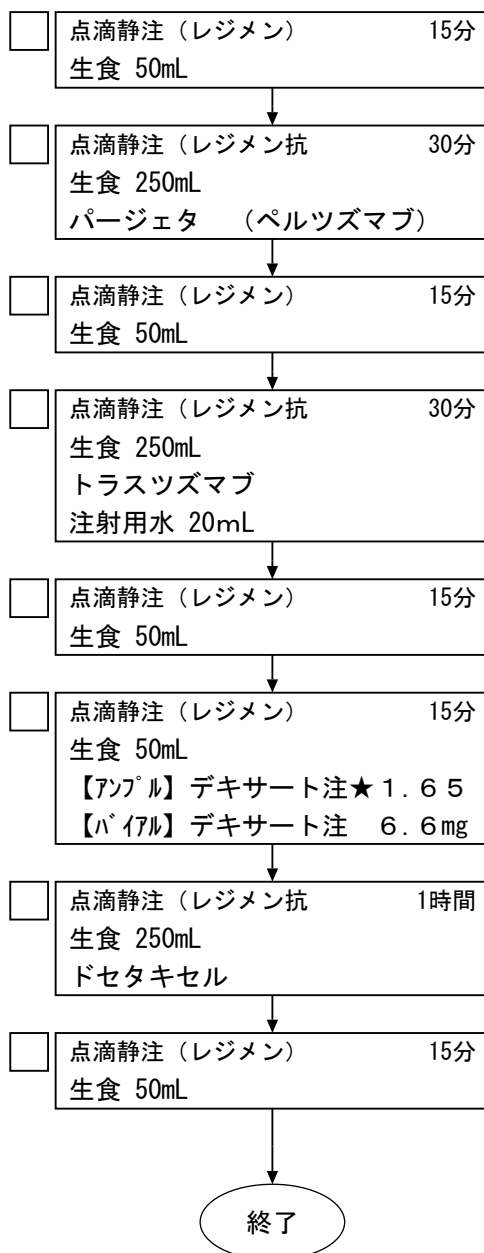 点滴静注（レジメン） 15分
生食 50mL
点滴静注（レジメン抗 30分
生食 250mL
パージェタ （ペルツズマブ）
点滴静注（レジメン） 15分
生食 50mL
点滴静注（レジメン抗 30分
生食 250mL
トラスツズマブ
注射用水 20mL
点滴静注（レジメン） 15分
生食 50mL
点滴静注（レジメン） 15分
生食 50mL
【ｱﾝﾌﾟﾙ】デキサート注★１.６５
【ﾊﾞｲｱﾙ】デキサート注 ６.６mg
点滴静注（レジメン抗 1時間
生食 250mL
ドセタキセル
点滴静注（レジメン） 15分
生食 50mL
終了